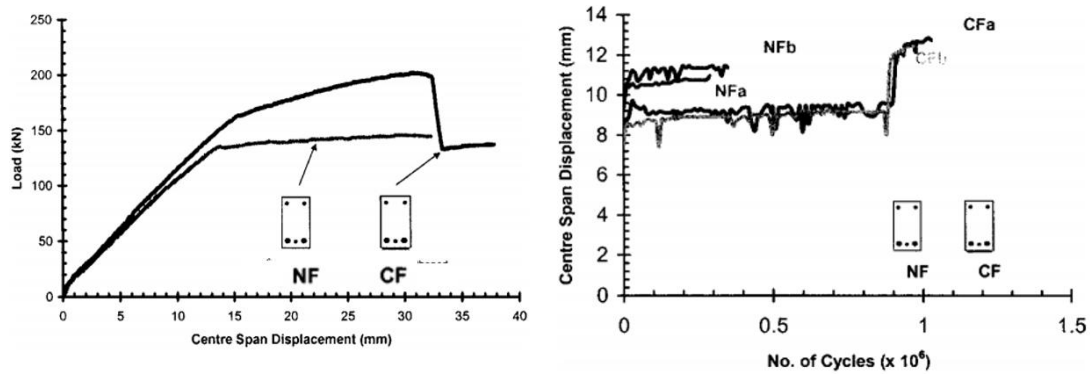 250
200
150
100
50
0
Load (kN)
0 5 10 15 20 25 30 35 40
Centre Span Displacement (mm)
NF CF
14
12
10
8
6
4
2
0
Centre Span Displacement (mm)
NFb
NFa
CFa
CFb
NF CF
0 0.5 1 1.5
No. of Cycles (x 10⁶)